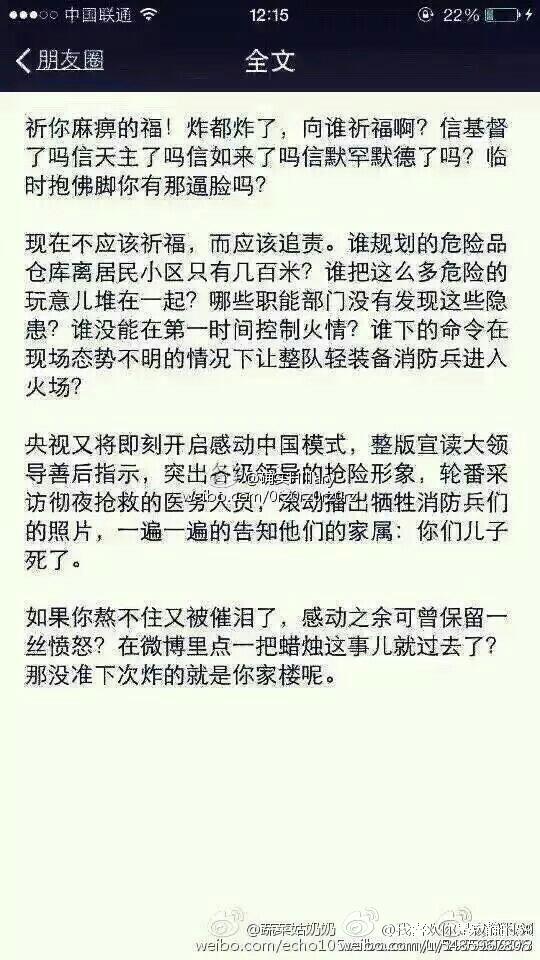 中国联通
12:15
22%
朋友圈
全文
祈你麻痹的福！炸都炸了，向谁祈福啊？信基督
了吗信天主了吗信如来了吗信默罕默德了吗？临
时抱佛脚你有那逼脸吗？
现在不应该祈福，而应该追责。谁规划的危险品
仓库离居民小区只有几百米？谁把这么多危险的
玩意儿堆在一起？哪些职能部门没有发现这些隐
患？谁没能在第一时间控制火情？谁下的命令在
现场态势不明的情况下让整队轻装备消防兵进入
火场？
央视又将即刻开启感动中国模式，整版宣读大领
导善后指示，突出各级领导的抢险形象，轮番采
访彻夜抢救的医务人员，滚动播出牺牲消防兵们
的照片，一遍一遍的告知他们的家属：你们儿子
死了。
如果你熬不住又被催泪了，感动之余可曾保留一
丝愤怒？在微博里点一把蜡烛这事儿就过去了？
那没准下次炸的就是你家楼呢。
@蔬菜姑奶奶
weibo.com/echo105